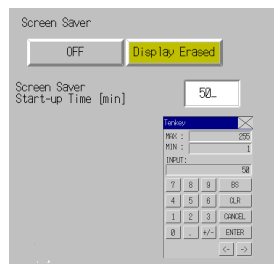 Screen Saver
OFF Display Erased
Screen Saver
Start-up Time [min] 50_
Tenkey
MAX : 255
MIN : 1
INPUT:
50
7 8 9 BS
4 5 6 CLR
1 2 3 CANCEL
0 . +/- ENTER
<- ->